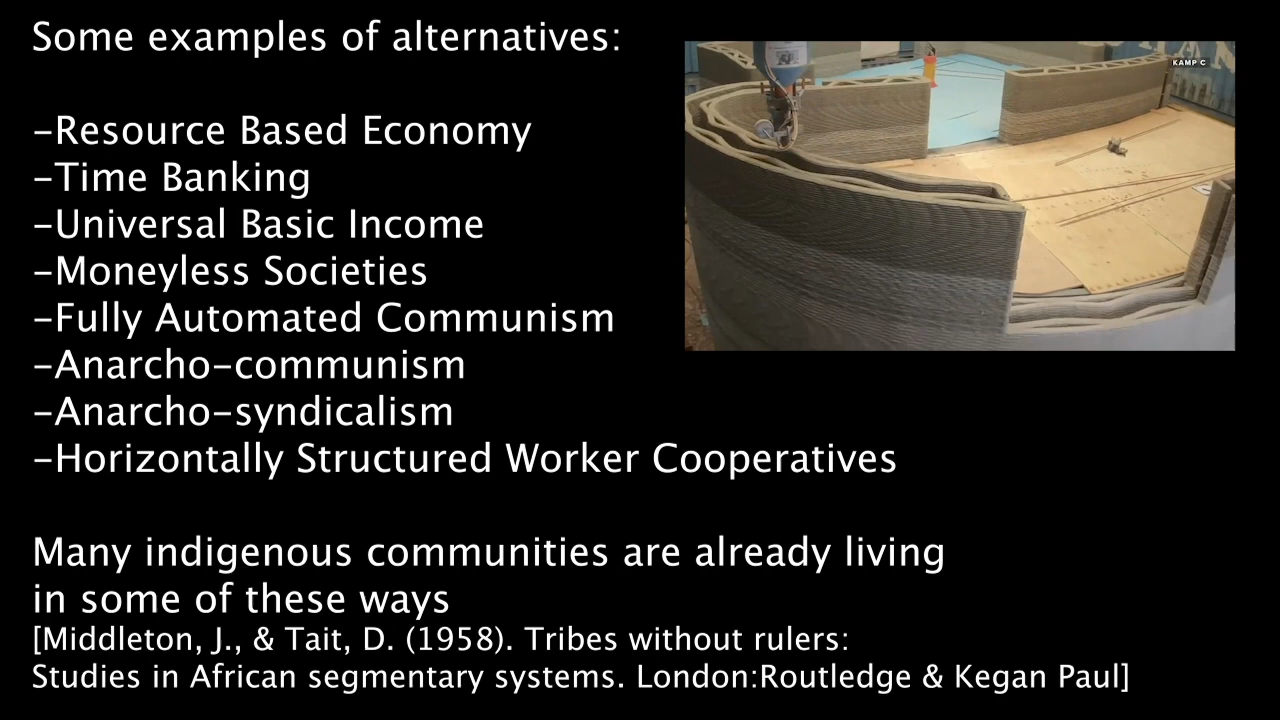 Some examples of alternatives:
KAMP C
–Resource Based Economy
–Time Banking
–Universal Basic Income
–Moneyless Societies
–Fully Automated Communism
–Anarcho–communism
–Anarcho–syndicalism
–Horizontally Structured Worker Cooperatives
Many indigenous communities are already living
in some of these ways
[Middleton, J., & Tait, D. (1958). Tribes without rulers:
Studies in African segmentary systems. London:Routledge & Kegan Paul]